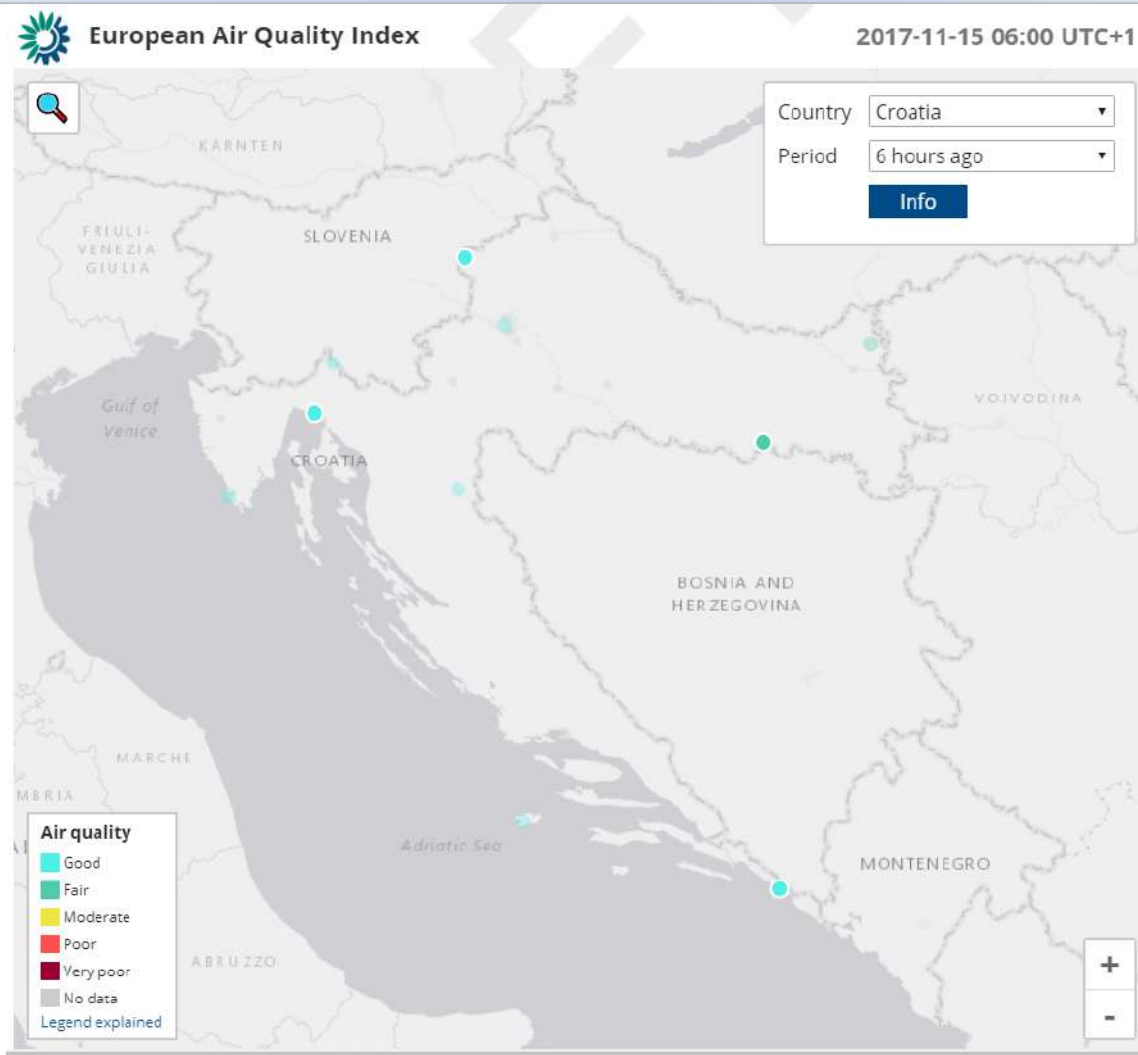 European Air Quality Index
2017-11-15 06:00 UTC+1
Country
Croatia
Period
6 hours ago
Info
KÄRNTEN
FRIULI-
VENEZIA
GIULIA
SLOVENIA
Gulf of
Venice
CROATIA
VOIVODINA
BOSNIA AND
HERZEGOVINA
MARCHE
MBRIA
Adriatic Sea
MONTENEGRO
ABRUZZO
Air quality
Good
Fair
Moderate
Poor
Very poor
No data
Legend explained
+
-